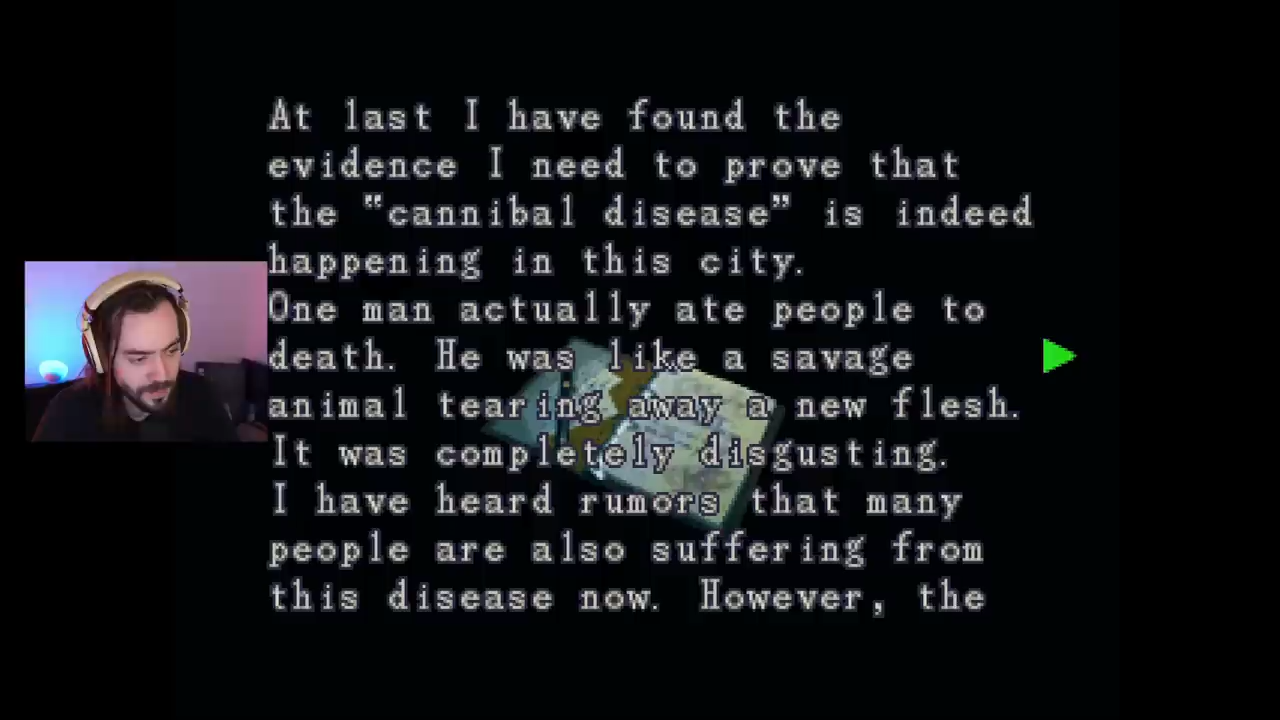 At last I have found the
evidence I need to prove that
the "cannibal disease" is indeed
happening in this city.
One man actually ate people to
death. He was like a savage
animal tearing away a new flesh.
It was completely disgusting.
I have heard rumors that many
people are also suffering from
this disease now. However, the